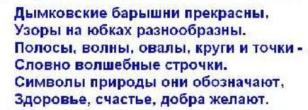 Дымковские барышни прекрасны,
Узоры на юбках разнообразны.
Полосы, волны, овалы, круги и точки -
Словно волшебные строчки.
Символы природы они обозначают,
Здоровье, счастье, добра желают.